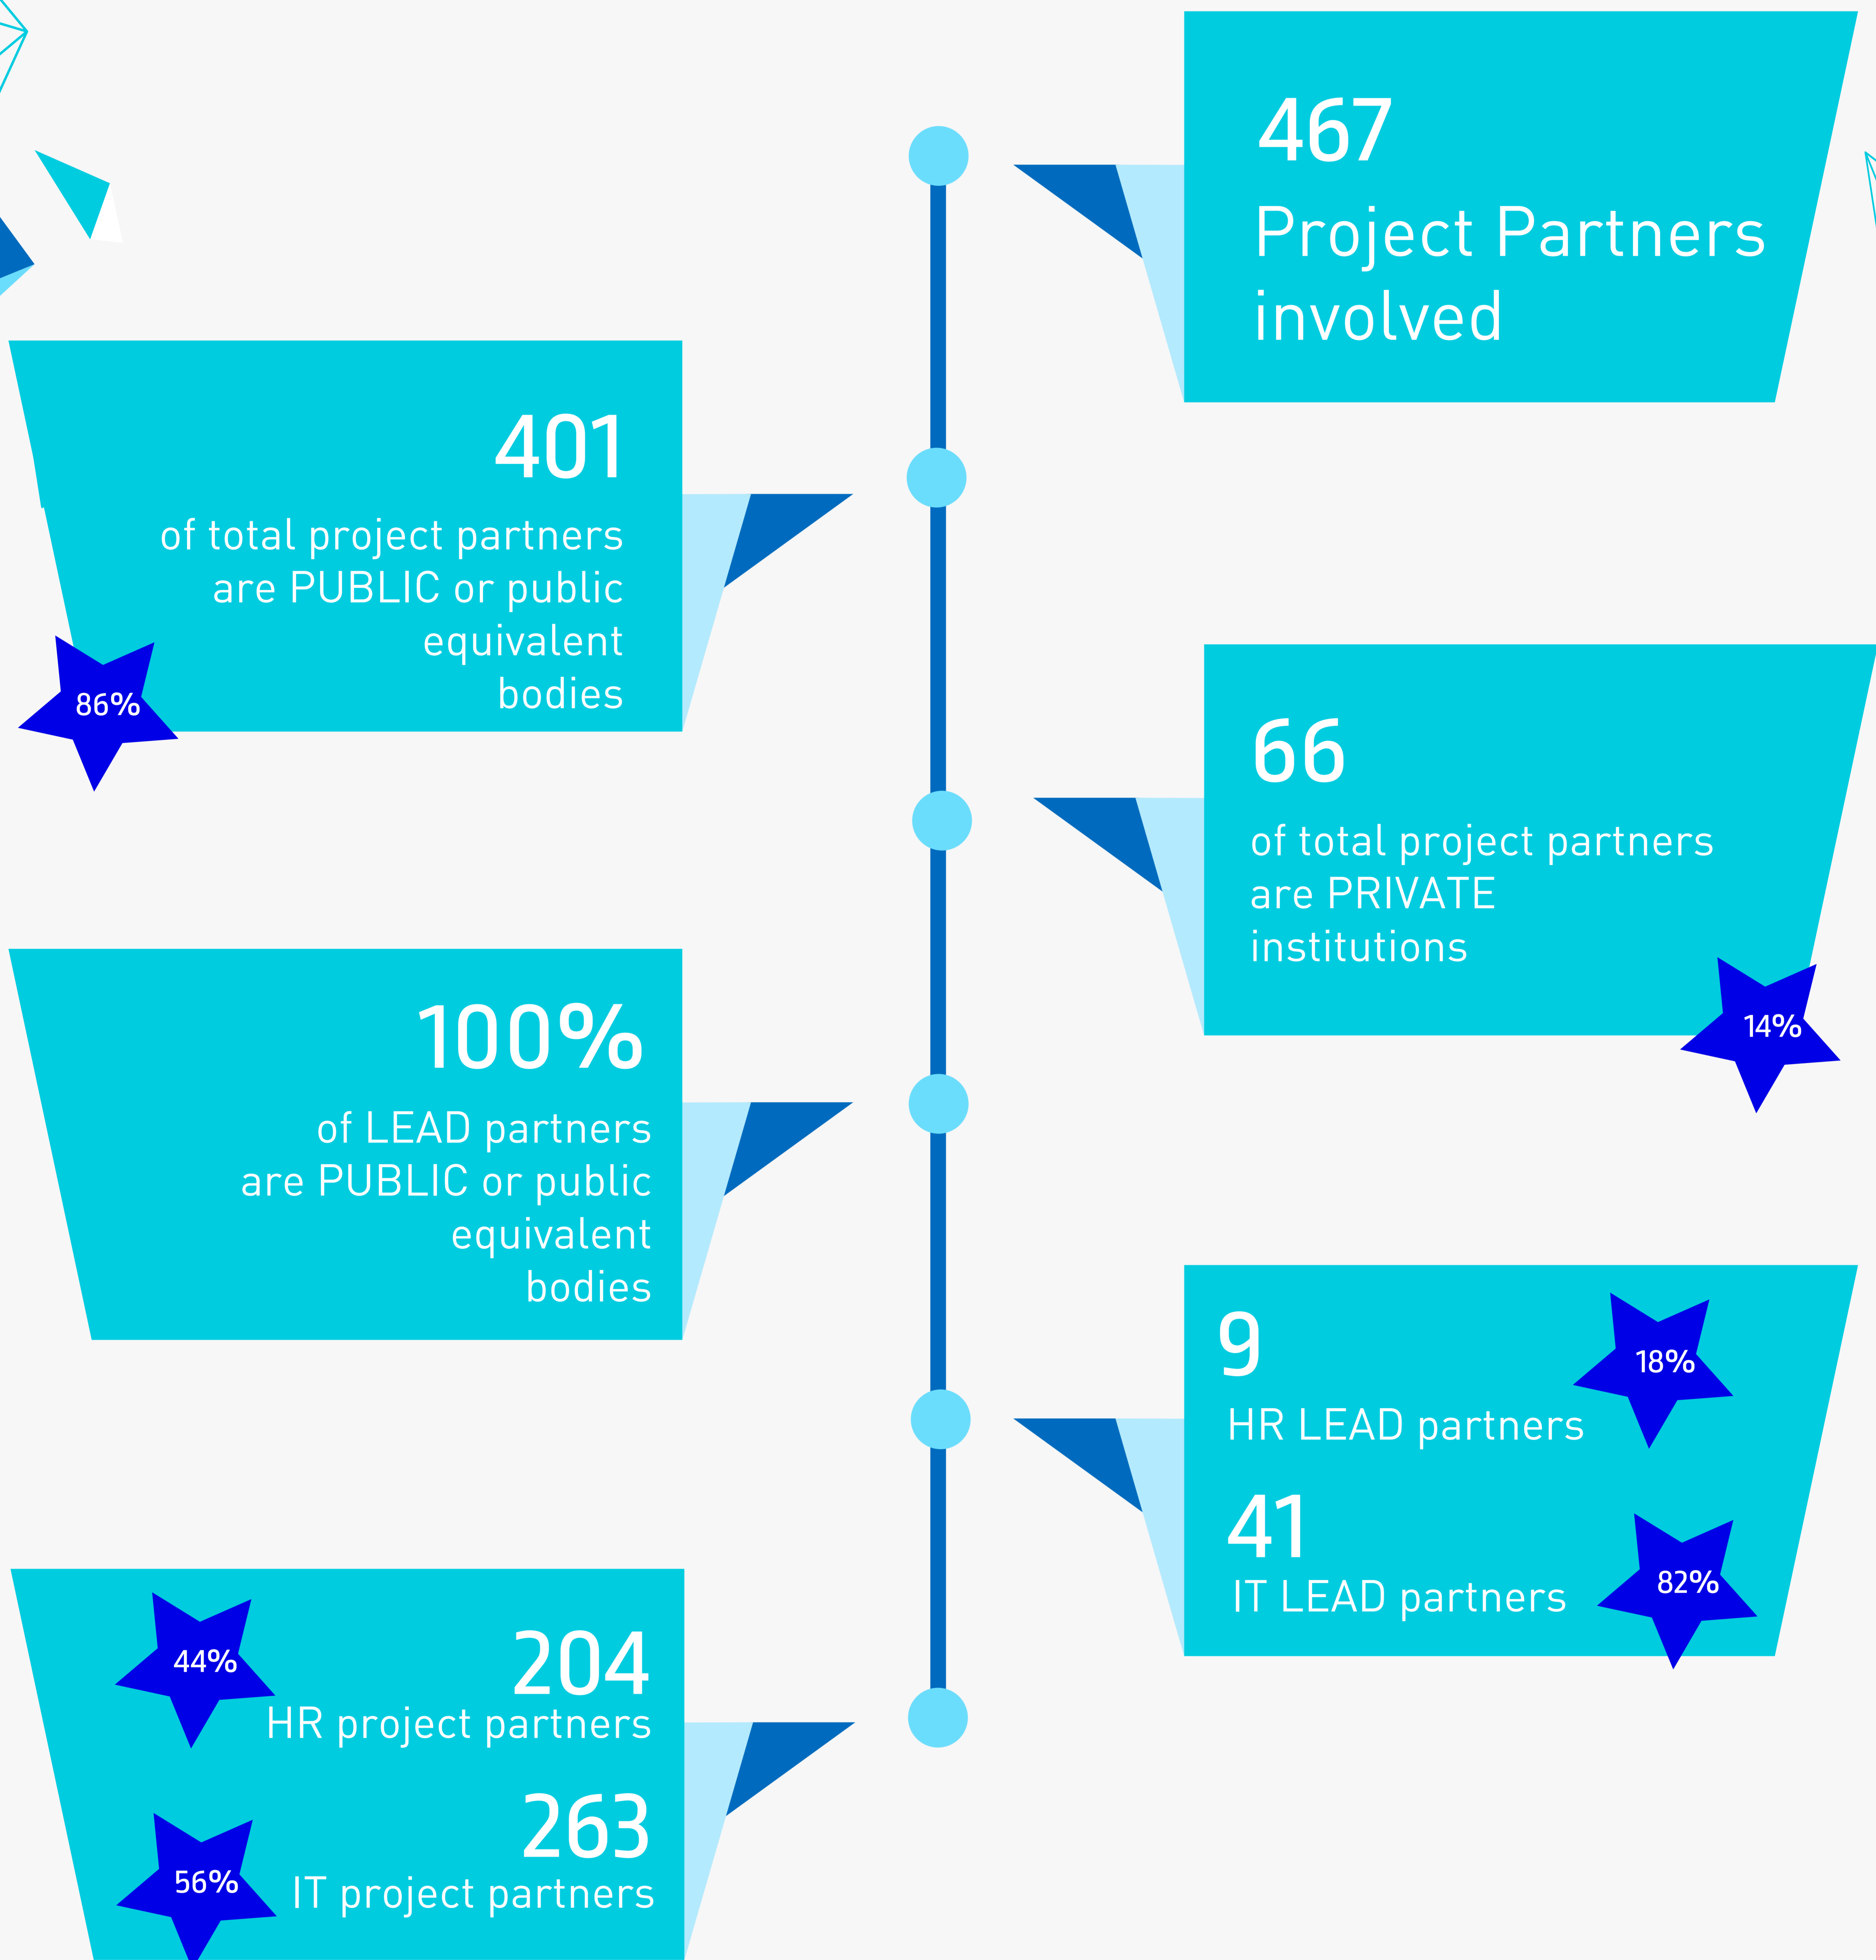 467
Project Partners
involved
401
of total project partners
are PUBLIC or public
equivalent
bodies
86%
66
of total project partners
are PRIVATE
institutions
14%
100%
of LEAD partners
are PUBLIC or public
equivalent
bodies
9
18%
HR LEAD partners
41
82%
IT LEAD partners
204
44%
HR project partners
263
56%
IT project partners